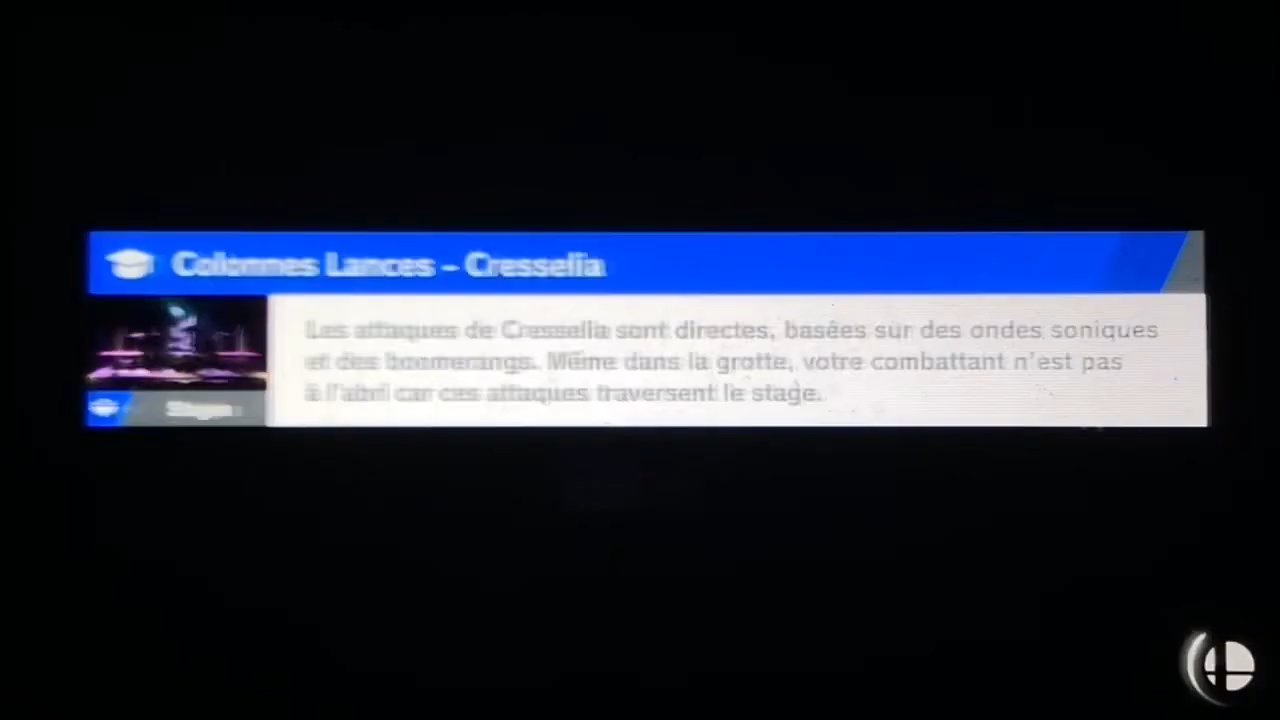 Colonnes Lances – Cresselia
Les attaques de Cresselia sont directes, basées sur des ondes soniques
et des boomerangs. Même dans la grotte, votre combattant n'est pas
à l'abri car ces attaques traversent le stage.
Stage